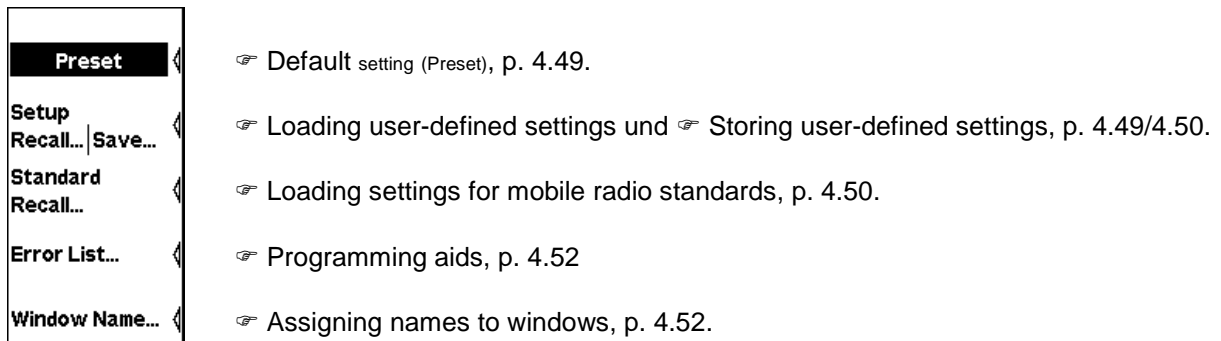 Preset
☞ Default setting (Preset), p. 4.49.
Setup
Recall...|Save...
☞ Loading user-defined settings und ☞ Storing user-defined settings, p. 4.49/4.50.
Standard
Recall...
☞ Loading settings for mobile radio standards, p. 4.50.
Error List...
☞ Programming aids, p. 4.52
Window Name...
☞ Assigning names to windows, p. 4.52.